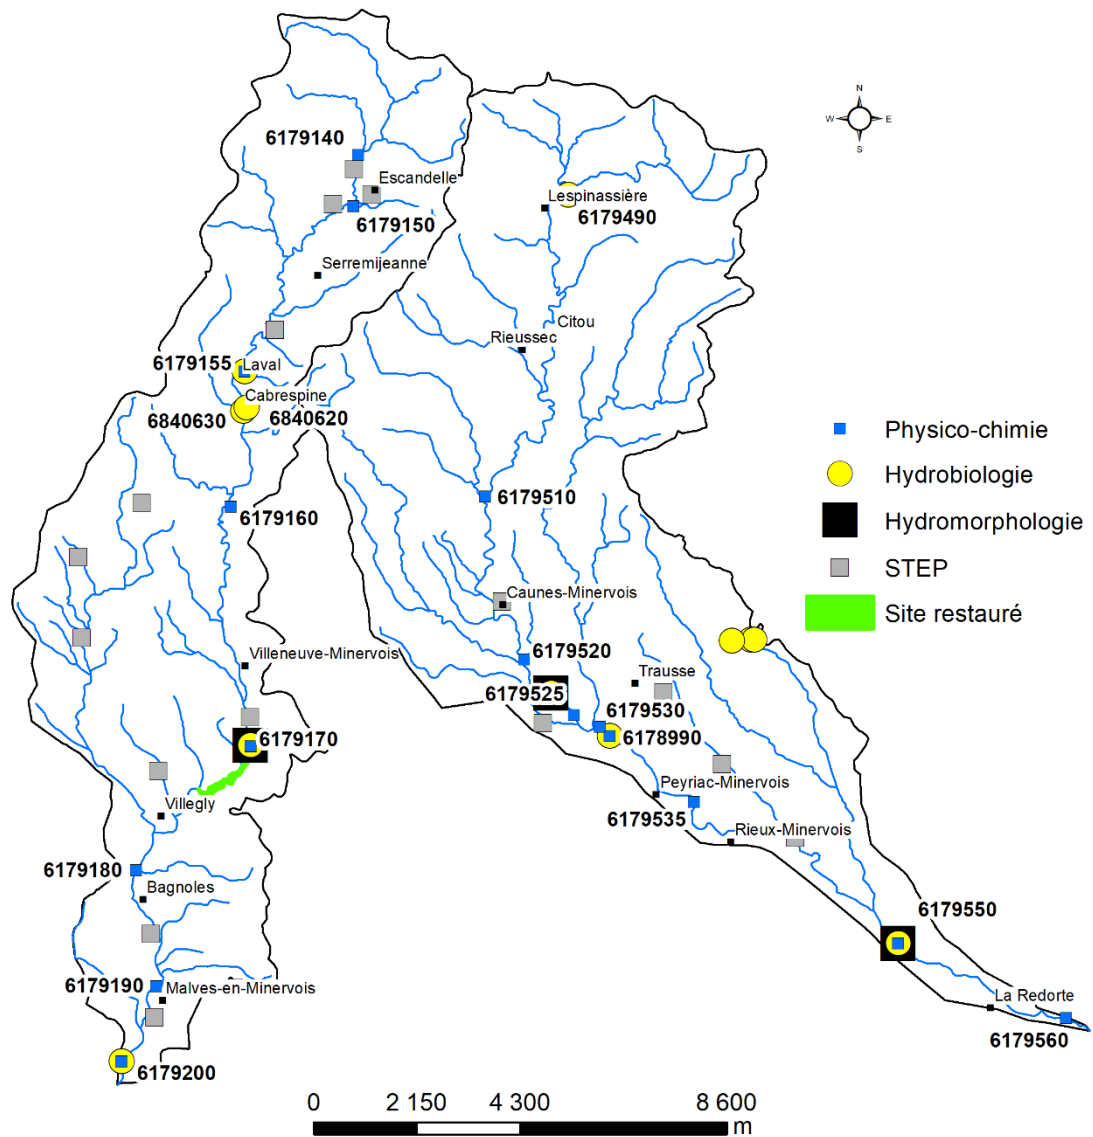 N
W E
S
6179140
Escandelle
Lespinassière
6179490
6179150
Serremijeanne
Citou
Rieussec
6179155
Laval
Cabrespine
6840630
6840620
Physico-chimie
Hydrobiologie
Hydromorphologie
STEP
Site restauré
6179510
6179160
Caunes-Minervois
6179520
Villeneuve-Minervois
Trausse
6179525
6179530
6179170
6178990
Peyriac-Minervois
Villegly
6179535
Rieux-Minervois
6179180
Bagnoles
6179550
6179190
Malves-en-Minervois
La Redorte
6179560
6179200
0 2 150 4 300 8 600
m